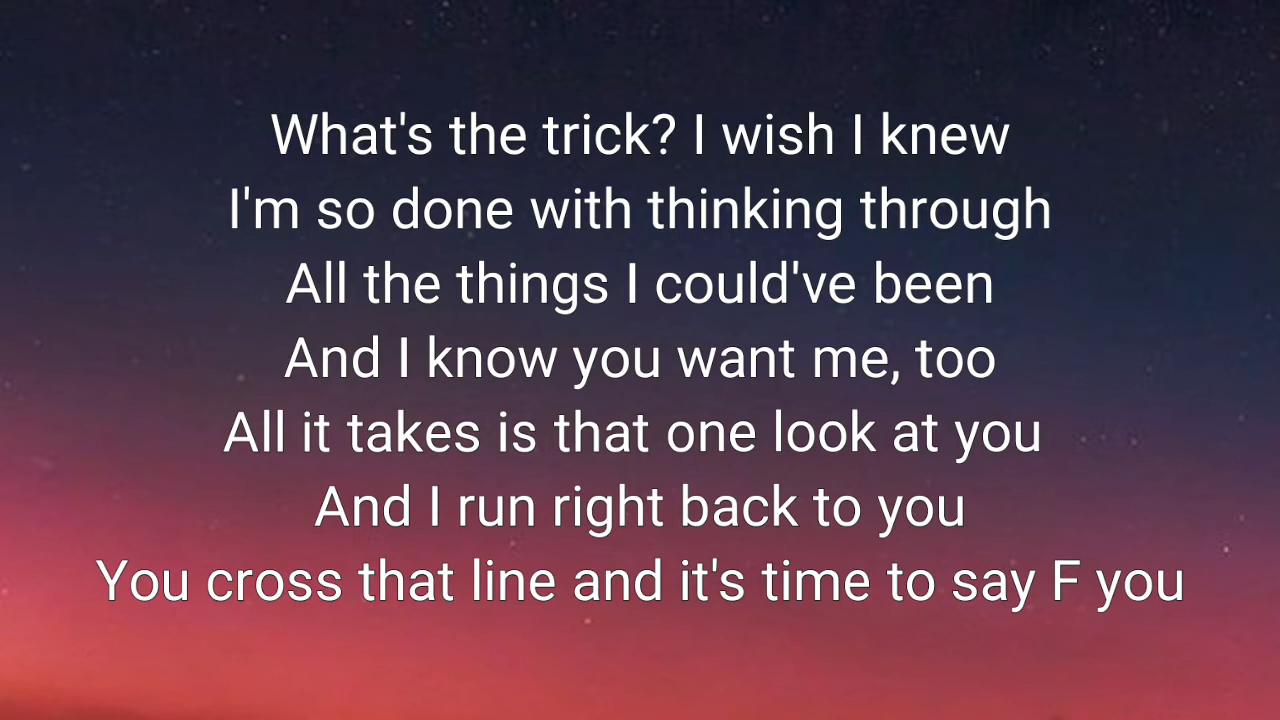 What's the trick? I wish I knew
I'm so done with thinking through
All the things I could've been
And I know you want me, too
All it takes is that one look at you
And I run right back to you
You cross that line and it's time to say F you